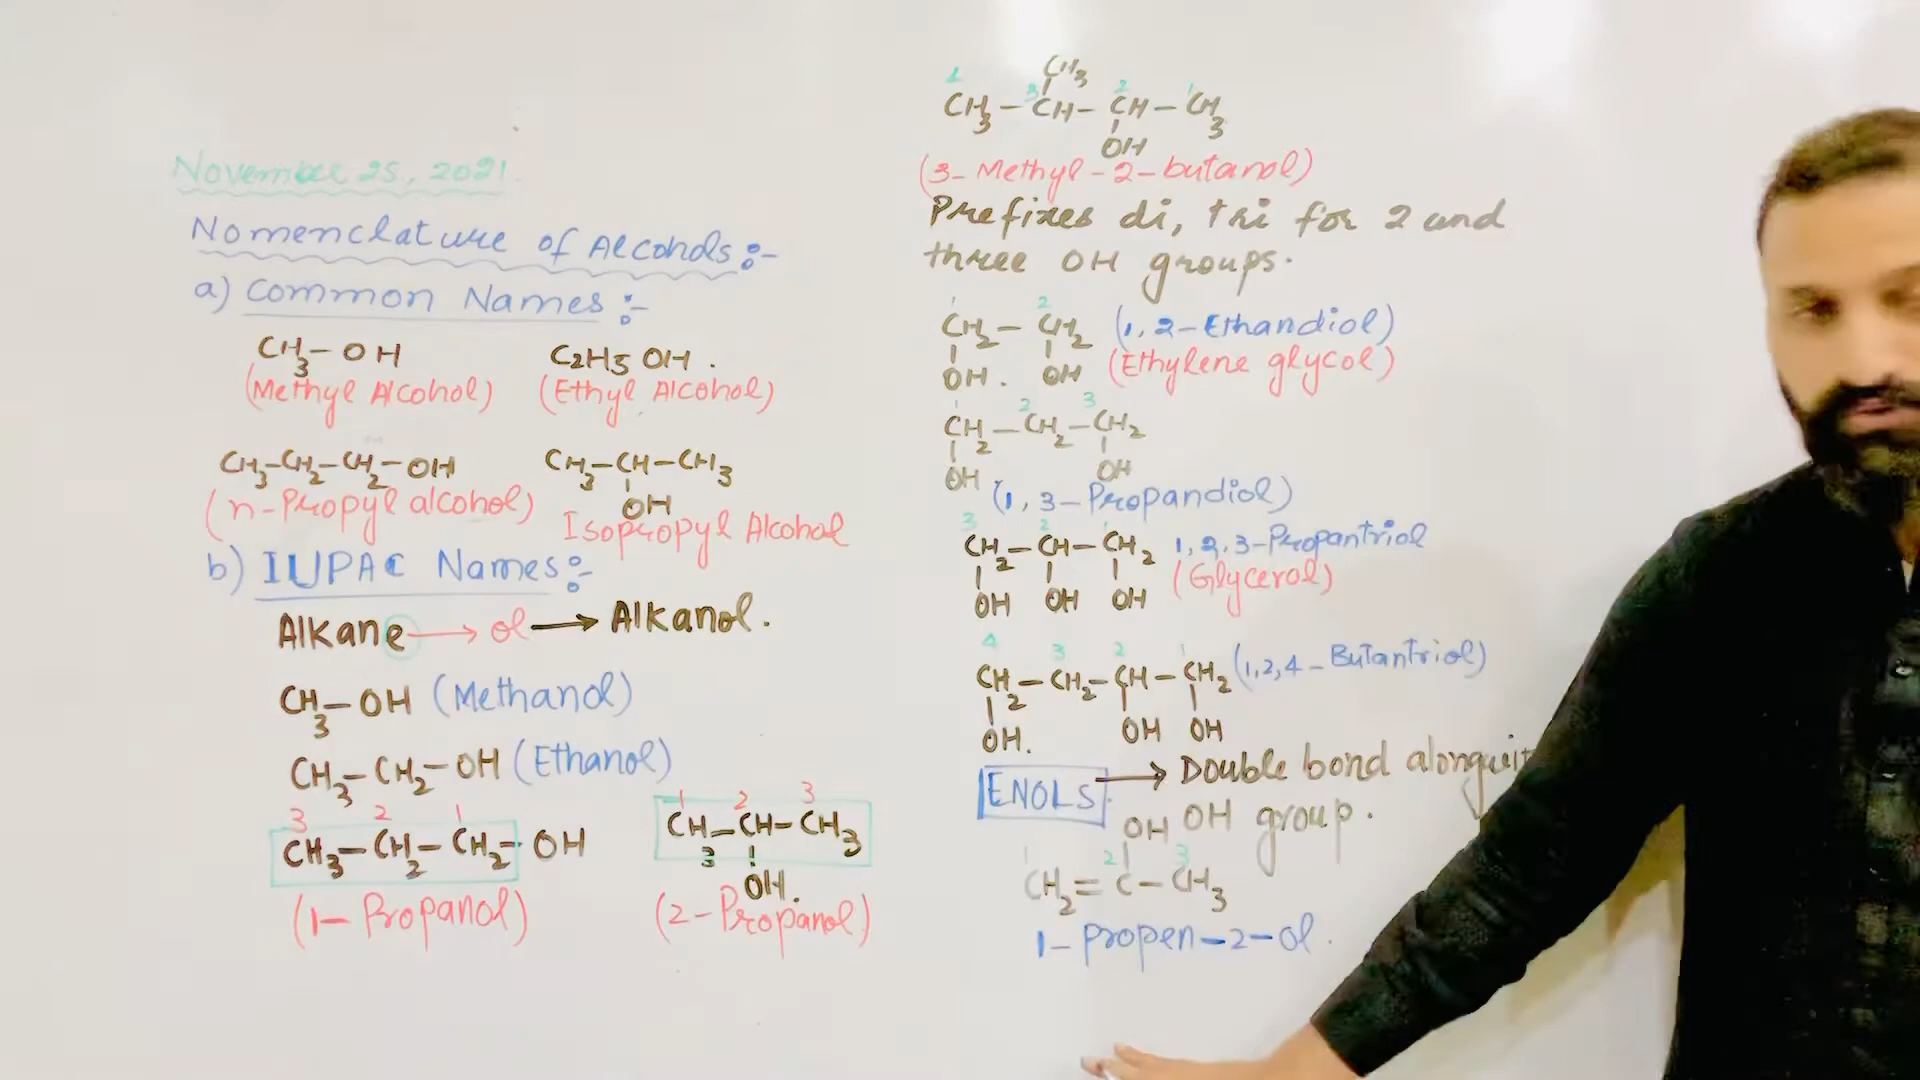 November 25, 2021.
Nomenclature of Alcohols:-
a) Common Names:-
CH3-OH C2H5OH.
(Methyl Alcohol) (Ethyl Alcohol)
CH3-CH2-CH2-OH CH3-CH-CH3
OH
(n-Propyl alcohol) Isopropyl Alcohol
b) IUPAC Names:-
Alkane → ol → Alkanol.
CH3-OH (Methanol)
CH3-CH2-OH (Ethanol)
3 2 1 1 2 3
CH3-CH2-CH2-OH CH3-CH-CH3
OH.
(1-Propanol) (2-Propanol)
CH3
1 3 2 1
CH3-CH-CH-CH3
OH
(3-Methyl-2-butanol)
Prefixes di, tri for 2 and
three OH groups.
1 2
CH2-CH2 (1,2-Ethandiol)
OH. OH (Ethylene glycol)
1 2 3
CH2-CH2-CH2
OH OH
(1,3-Propandiol)
3 2 1
CH2-CH-CH2 1,2,3-Propantriol
(Glycerol)
OH OH OH
4 3 2 1
CH2-CH2-CH-CH2 (1,2,4-Butantriol)
OH. OH OH
ENOLS → Double bond alongwit
OH group.
OH
1 2 3
CH2=C-CH3
1-propen-2-ol.